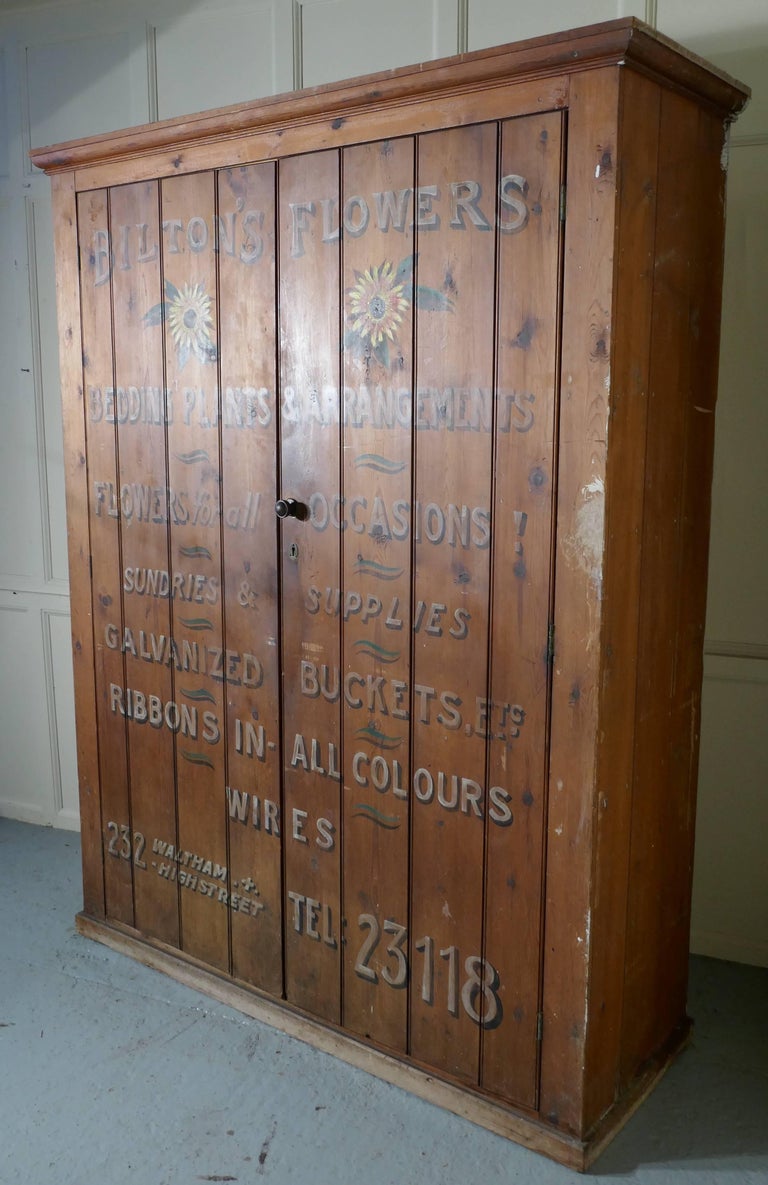 BILTON'S FLOWERS
BEDDING PLANTS & ARRANGEMENTS
FLOWERS for all OCCASIONS!
SUNDRIES & SUPPLIES
GALVANIZED BUCKETS, ETC
RIBBONS IN - ALL COLOURS
WIRES
232 WALTHAM +
- HIGHSTREET
TEL: 23118